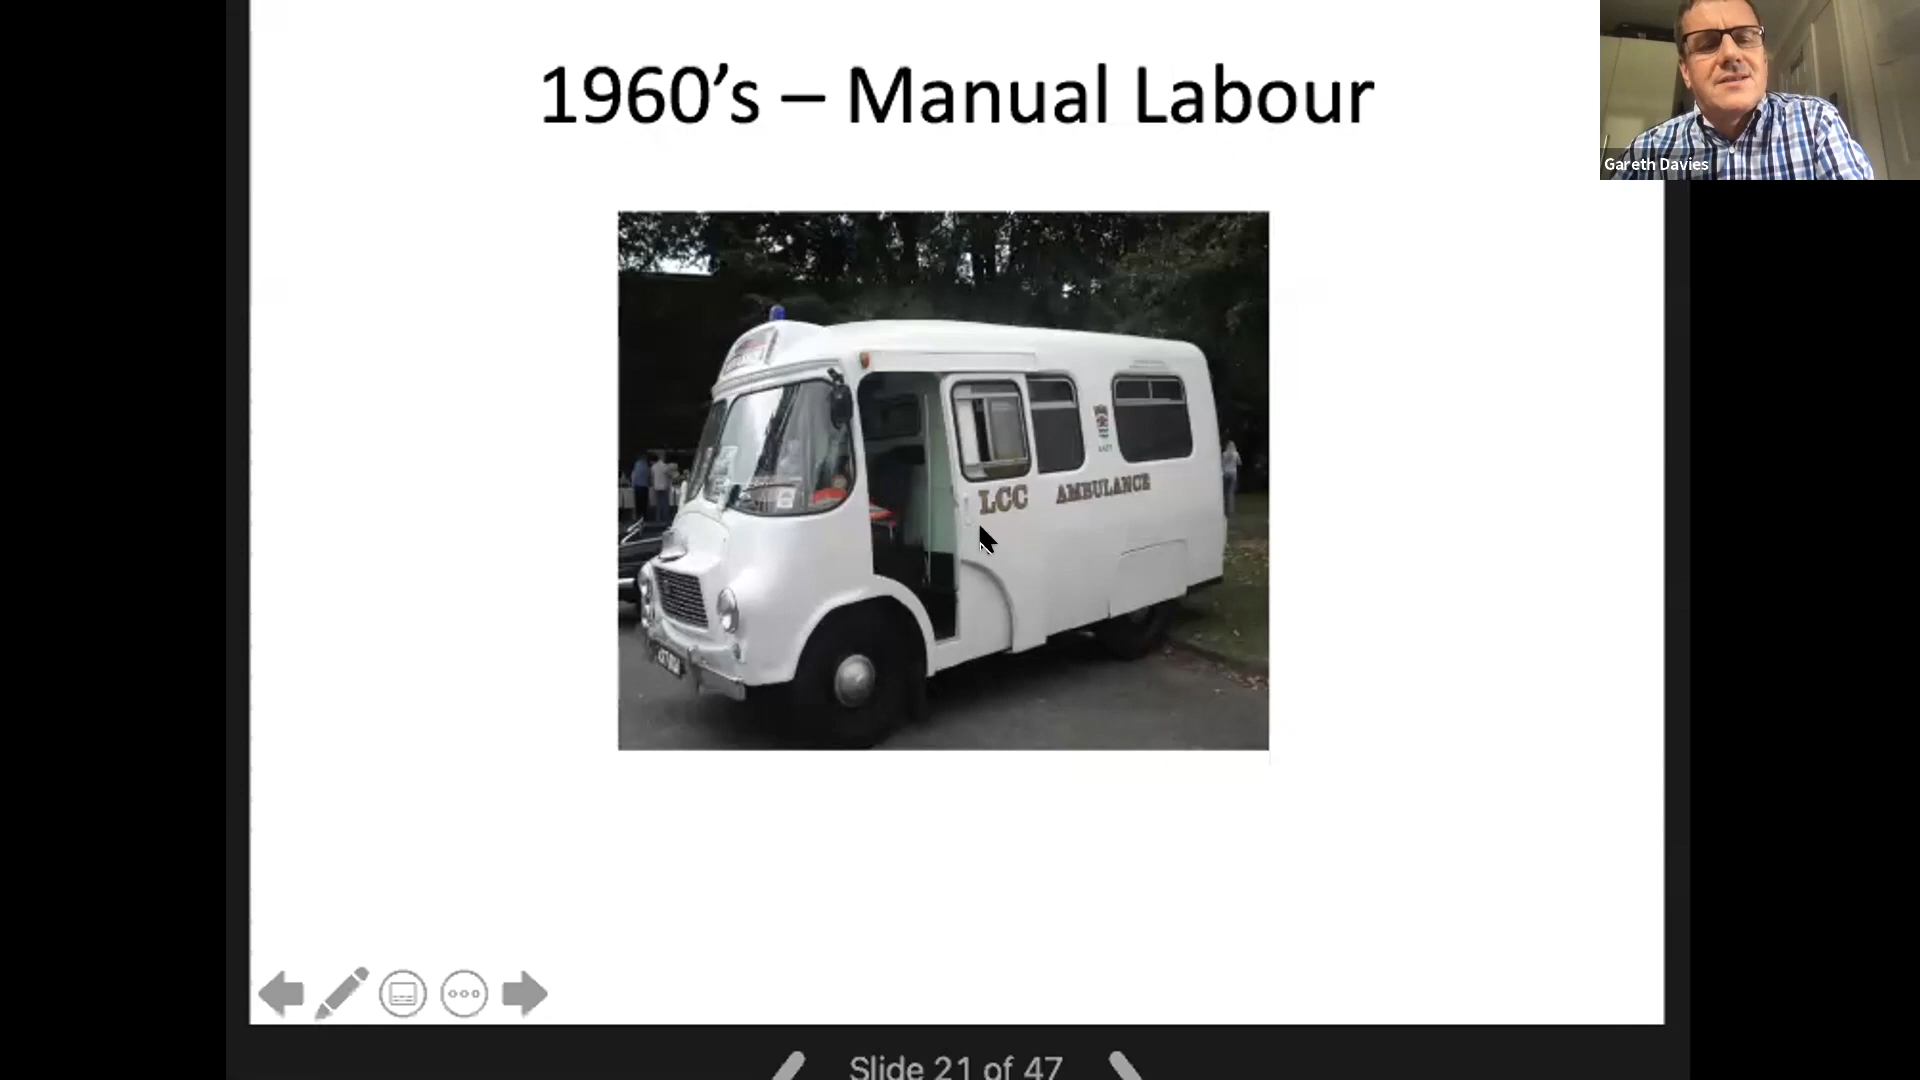 1960’s – Manual Labour
Gareth Davies
LCC AMBULANCE
Slide 21 of 47